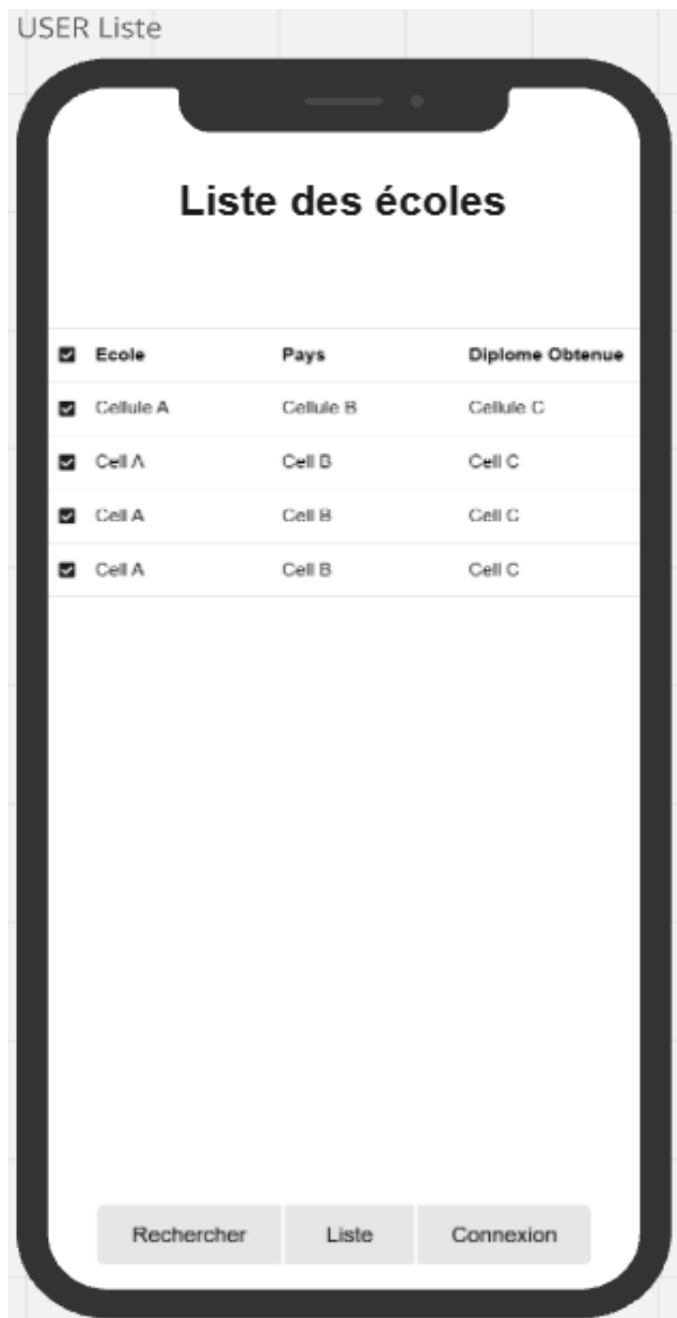 USER Liste
Liste des écoles
Ecole Pays Diplome Obtenue
Cellule A Cellule B Cellule C
Cell A Cell B Cell C
Cell A Cell B Cell C
Cell A Cell B Cell C
Rechercher Liste Connexion